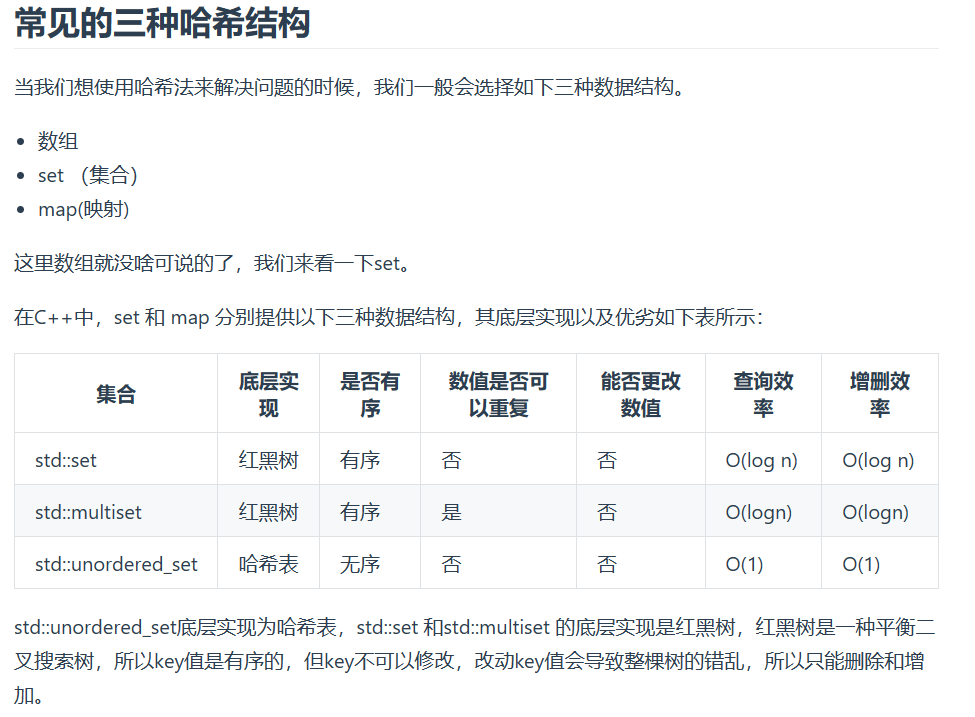 常见的三种哈希结构
当我们想使用哈希法来解决问题的时候，我们一般会选择如下三种数据结构。
数组
set （集合）
map(映射)
这里数组就没啥可说的了，我们来看一下set。
在C++中，set 和 map 分别提供以下三种数据结构，其底层实现以及优劣如下表所示：
集合 底层实现 是否有序 数值是否可以重复 能否更改数值 查询效率 增删效率
std::set 红黑树 有序 否 否 O(log n) O(log n)
std::multiset 红黑树 有序 是 否 O(logn) O(logn)
std::unordered_set 哈希表 无序 否 否 O(1) O(1)
std::unordered_set底层实现为哈希表，std::set 和std::multiset 的底层实现是红黑树，红黑树是一种平衡二
叉搜索树，所以key值是有序的，但key不可以修改，改动key值会导致整棵树的错乱，所以只能删除和增
加。